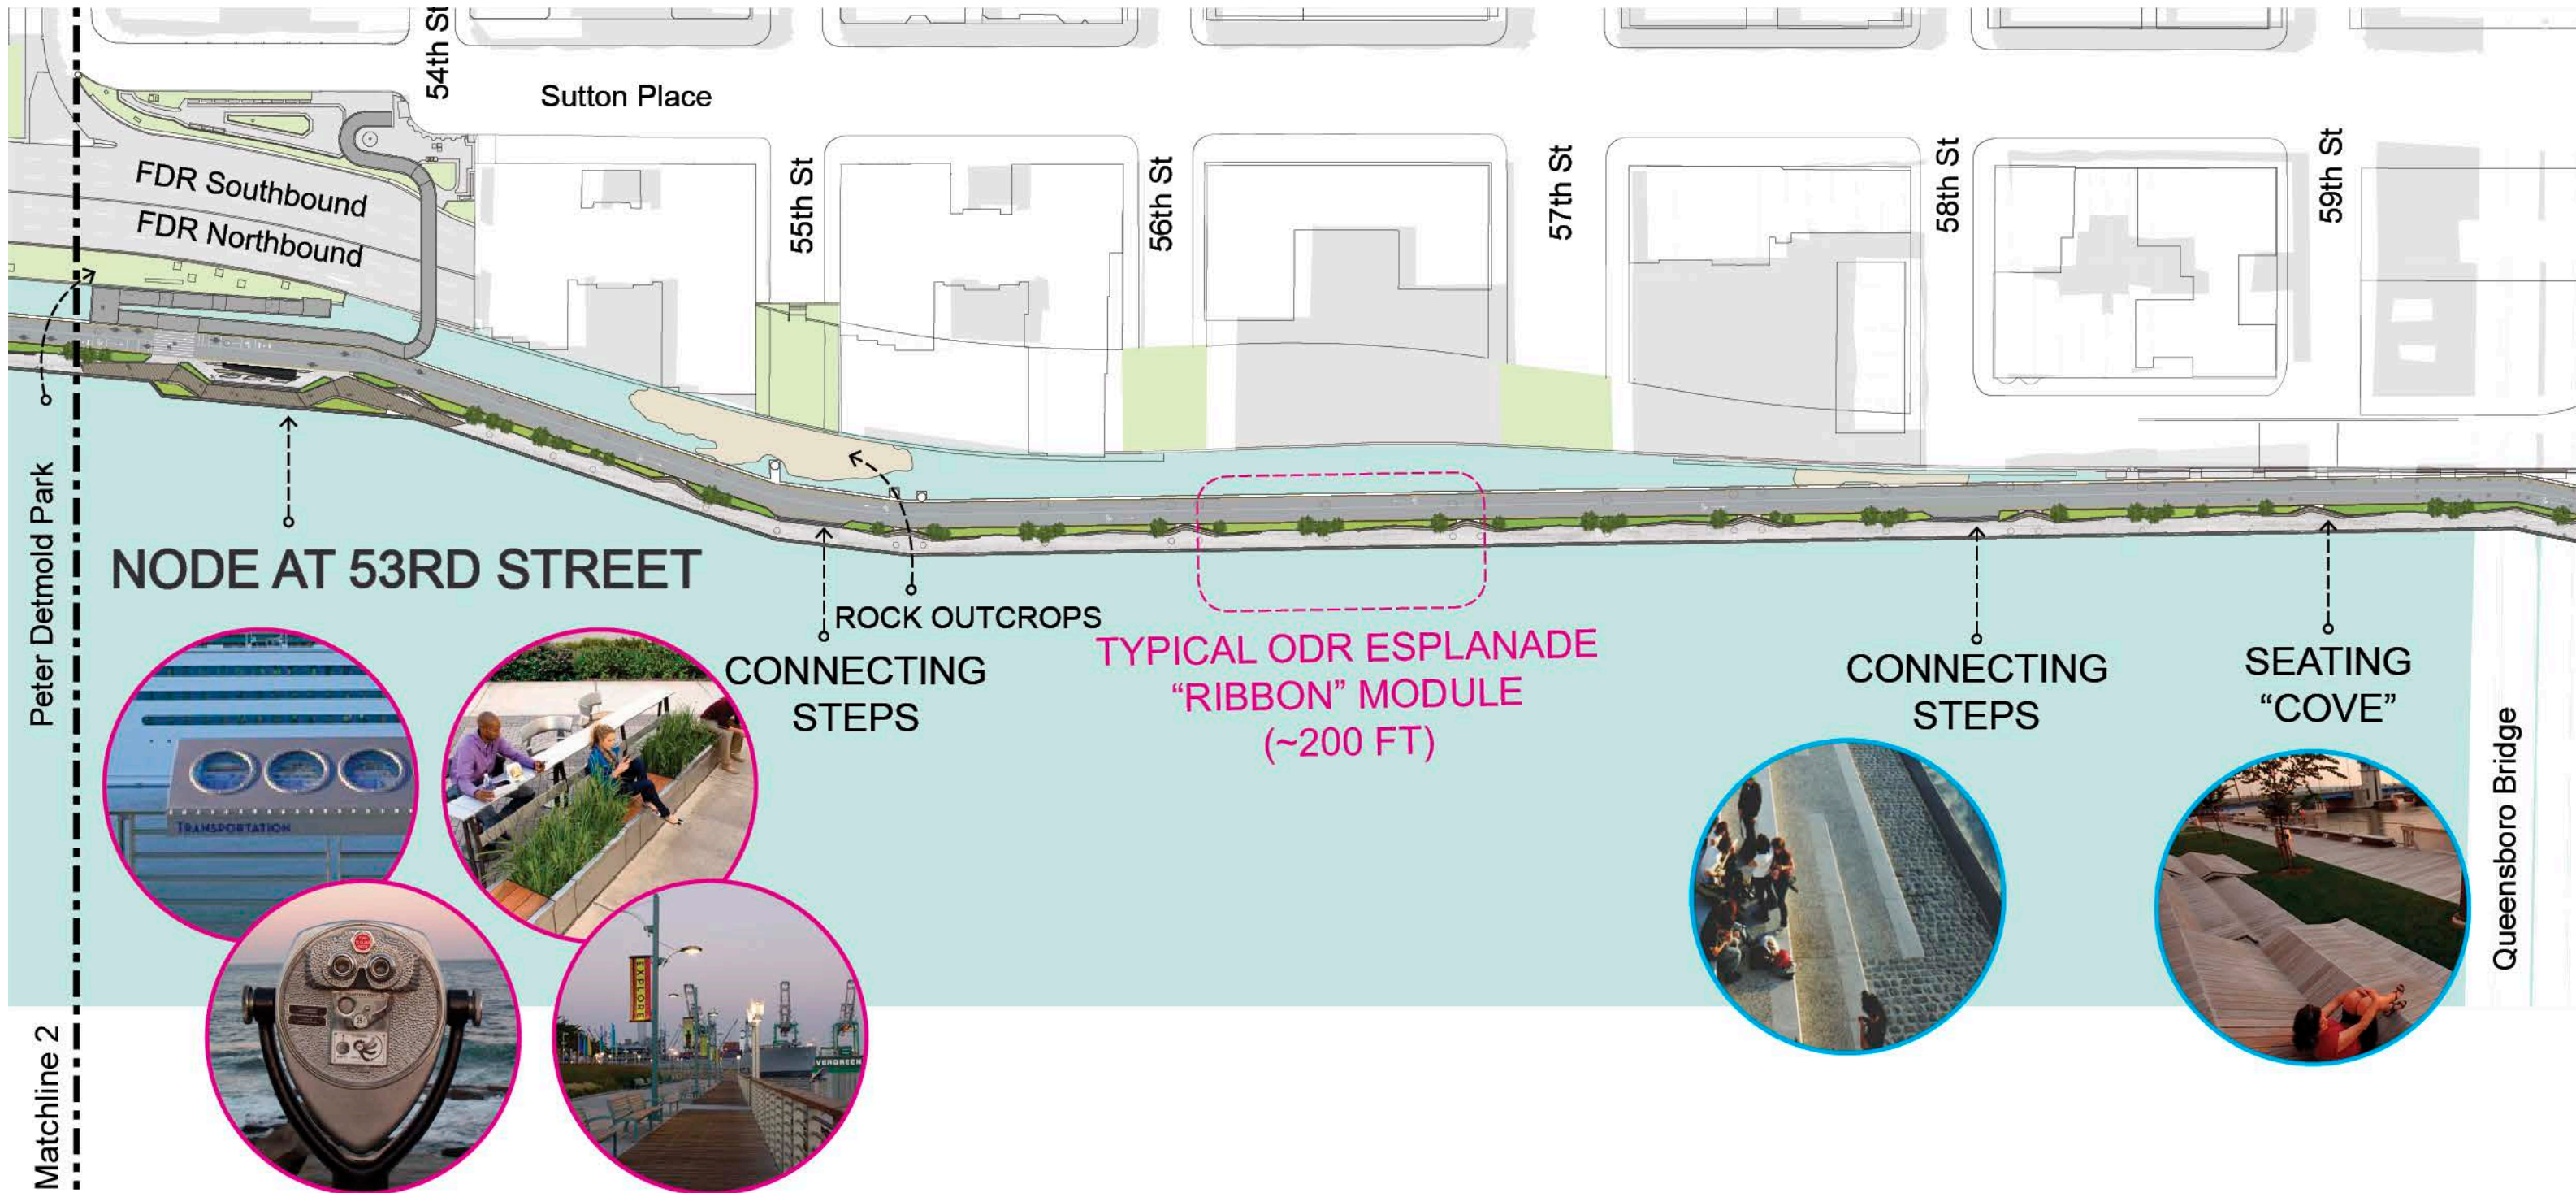 54th St
Sutton Place
FDR Southbound
FDR Northbound
55th St
56th St
57th St
58th St
59th St
Peter Detmold Park
NODE AT 53RD STREET
ROCK OUTCROPS
CONNECTING
STEPS
TYPICAL ODR ESPLANADE
“RIBBON” MODULE
(~200 FT)
CONNECTING
STEPS
SEATING
“COVE”
Queensboro Bridge
TRANSPORTATION
EXPLORE
Matchline 2